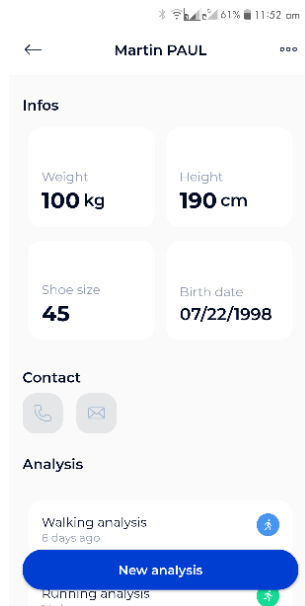 61% 11:52 am
Martin PAUL
Infos
Weight
100 kg
Height
190 cm
Shoe size
45
Birth date
07/22/1998
Contact
Analysis
Walking analysis
6 days ago
New analysis
Running analysis